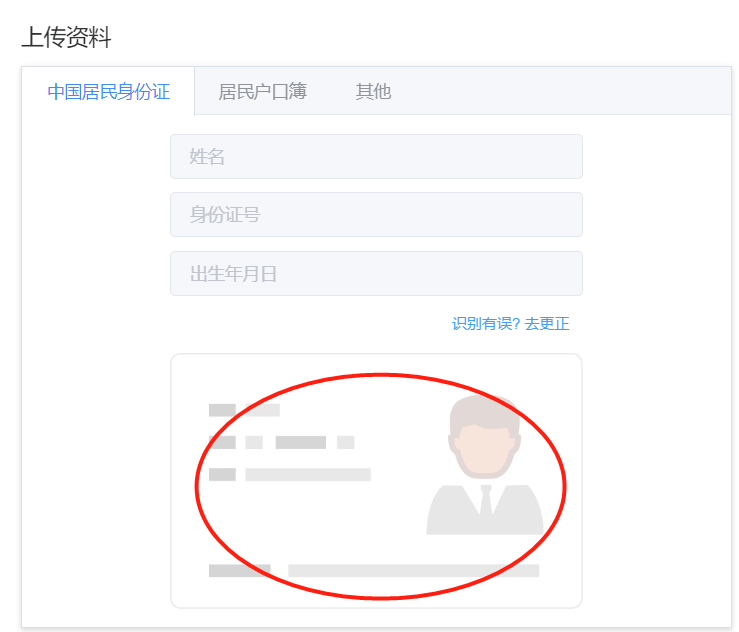 上传资料
中国居民身份证 居民户口簿 其他
姓名
身份证号
出生年月日
识别有误? 去更正